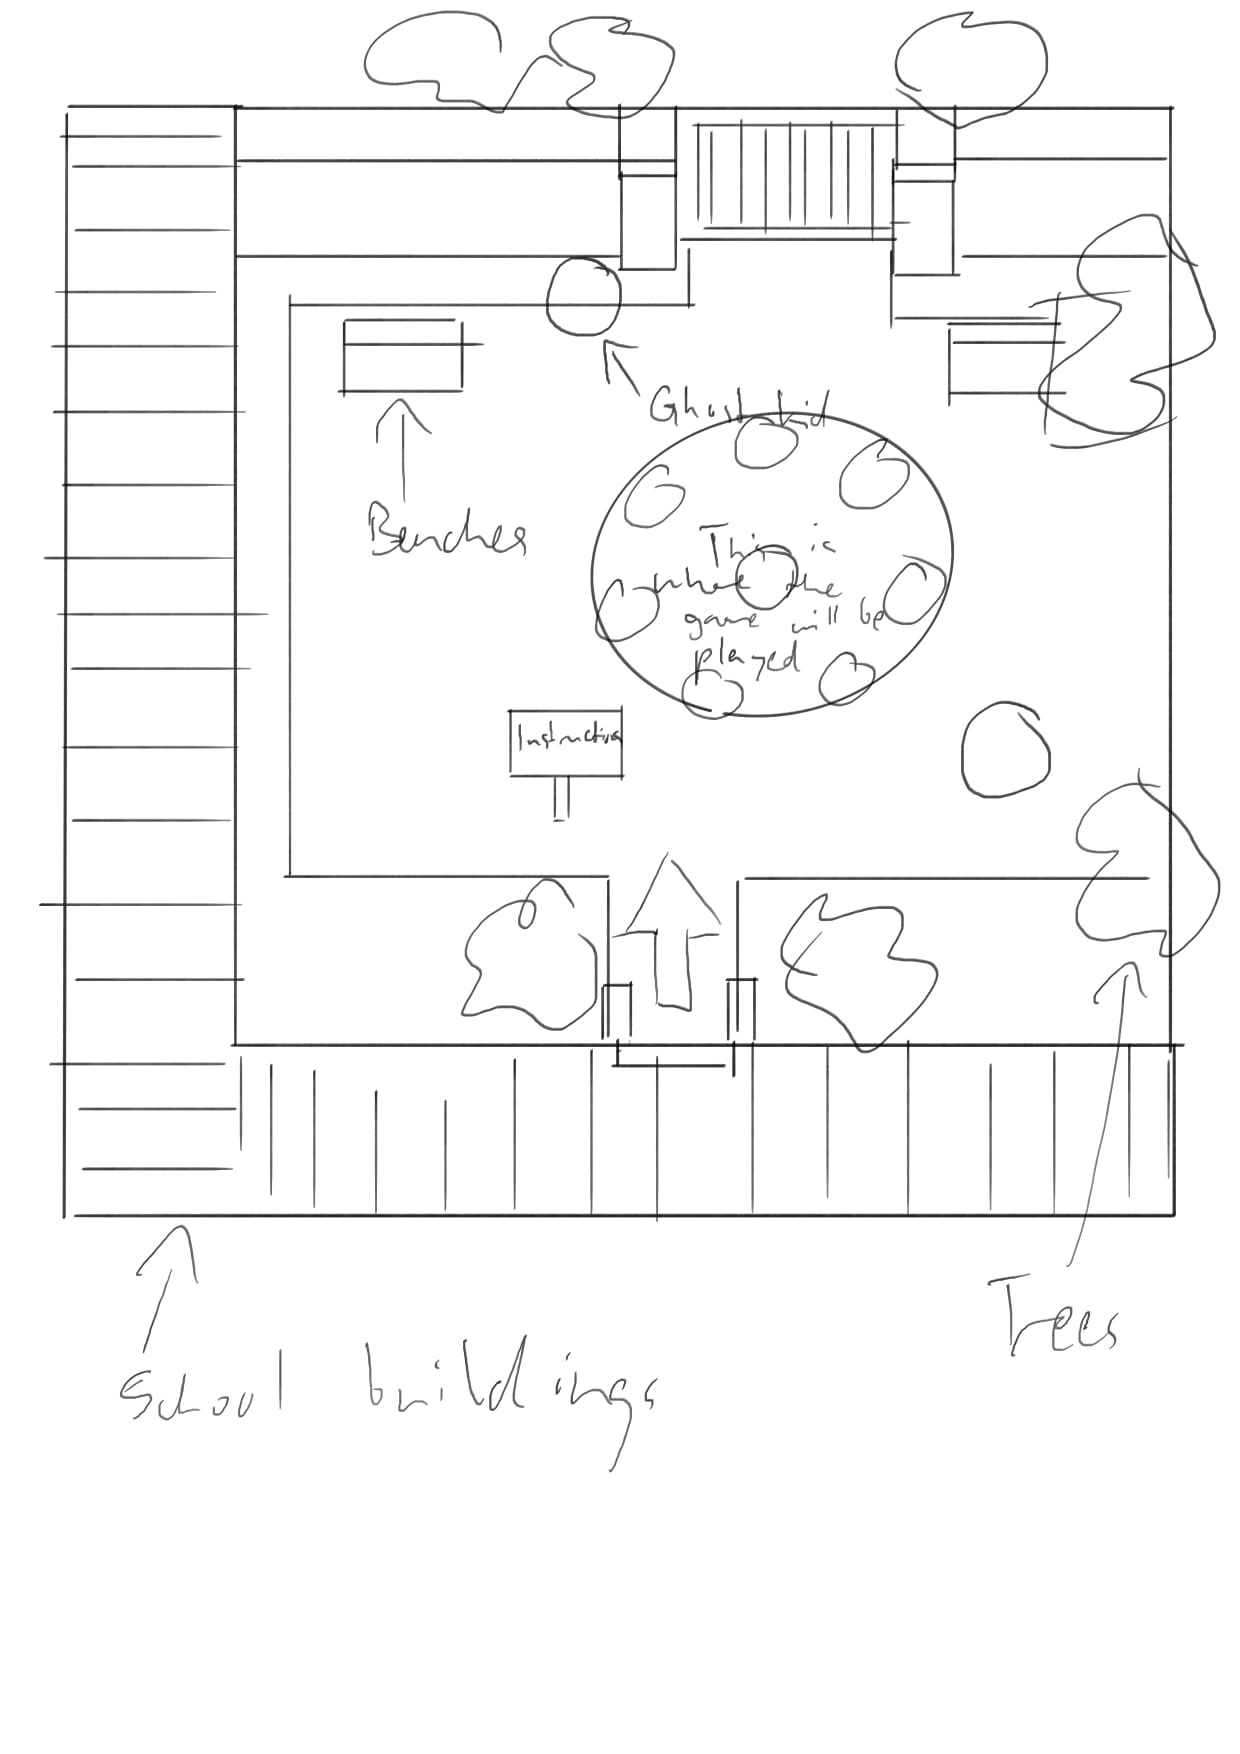 Ghost kid
Benches
This is
where the
game will be
played
Instructions
Trees
School buildings